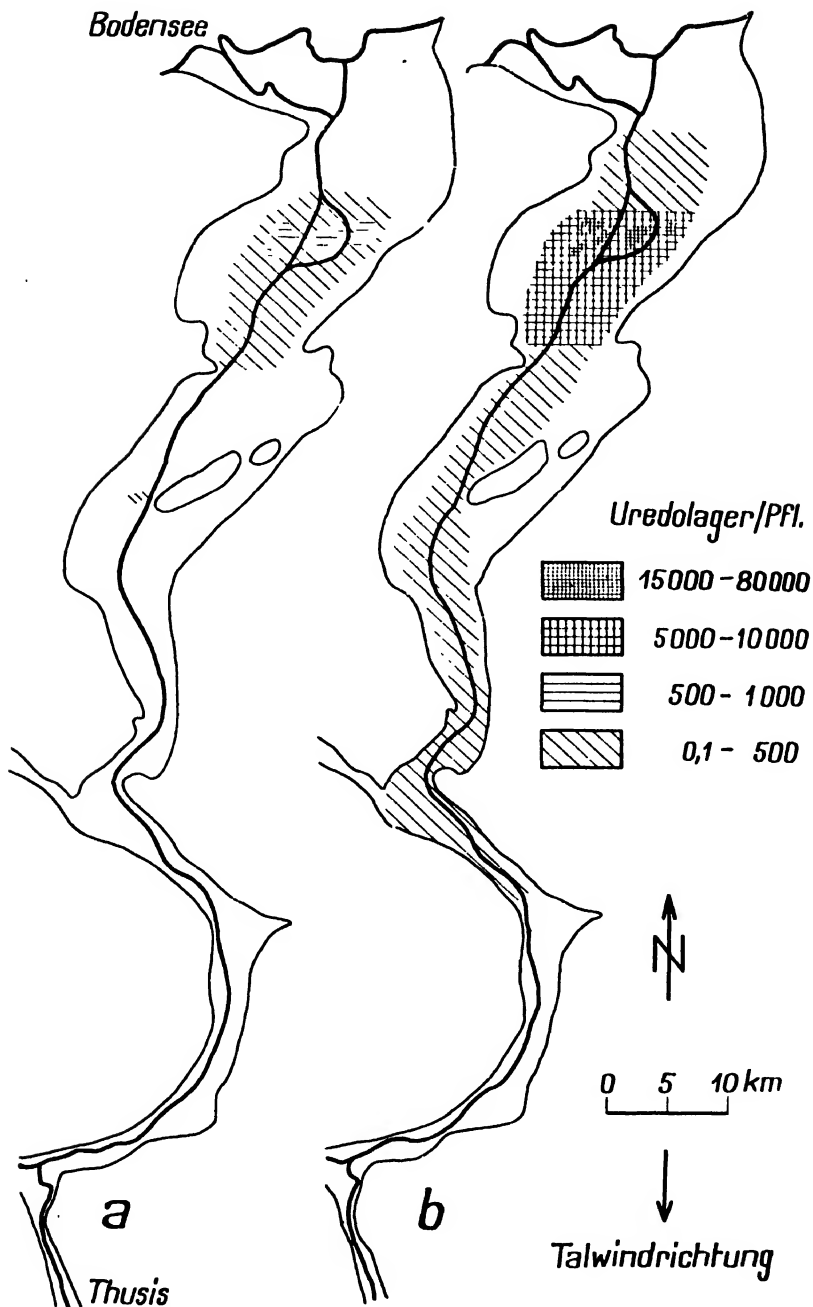 Bodensee
Uredolager/Pfl.
15000-80000
5000-10000
500-1000
0,1-500
N
0 5 10 km
a
b
Talwindrichtung
Thusis